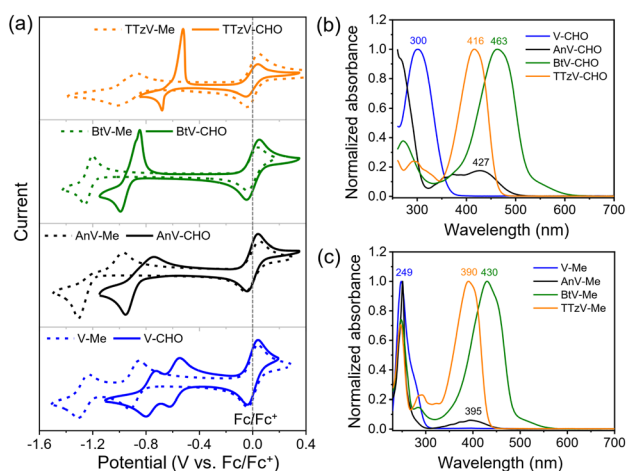 (a)
TTzV-Me TTzV-CHO
BtV-Me BtV-CHO
AnV-Me AnV-CHO
V-Me V-CHO
Fc/Fc+
Current
-1.6 -1.2 -0.8 -0.4 0.0 0.4
Potential (V vs. Fc/Fc+)
(b)
300 416 463
427
V-CHO
AnV-CHO
BtV-CHO
TTzV-CHO
1.0
0.8
0.6
0.4
0.2
0.0
Normalized absorbance
300 400 500 600 700
Wavelength (nm)
(c)
249 390 430
395
V-Me
AnV-Me
BtV-Me
TTzV-Me
1.0
0.8
0.6
0.4
0.2
0.0
Normalized absorbance
300 400 500 600 700
Wavelength (nm)